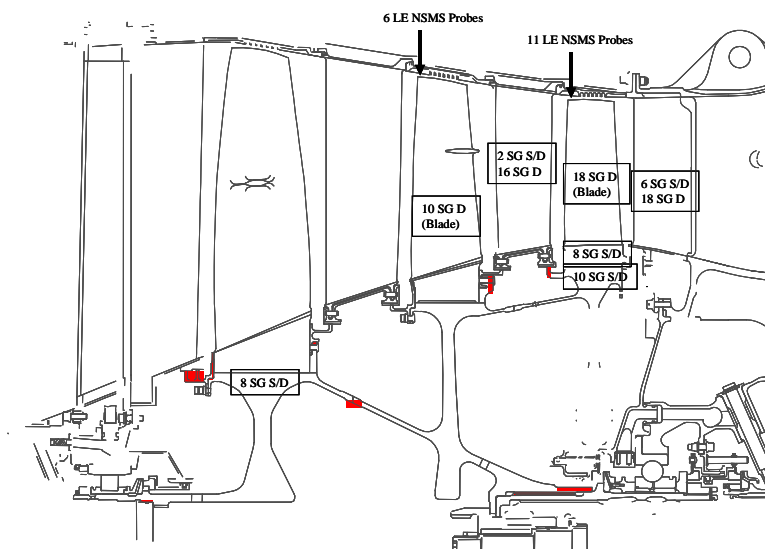 6 LE NSMS Probes
11 LE NSMS Probes
2 SG S/D
16 SG D
18 SG D
(Blade)
6 SG S/D
18 SG D
10 SG D
(Blade)
8 SG S/D
10 SG S/D
8 SG S/D